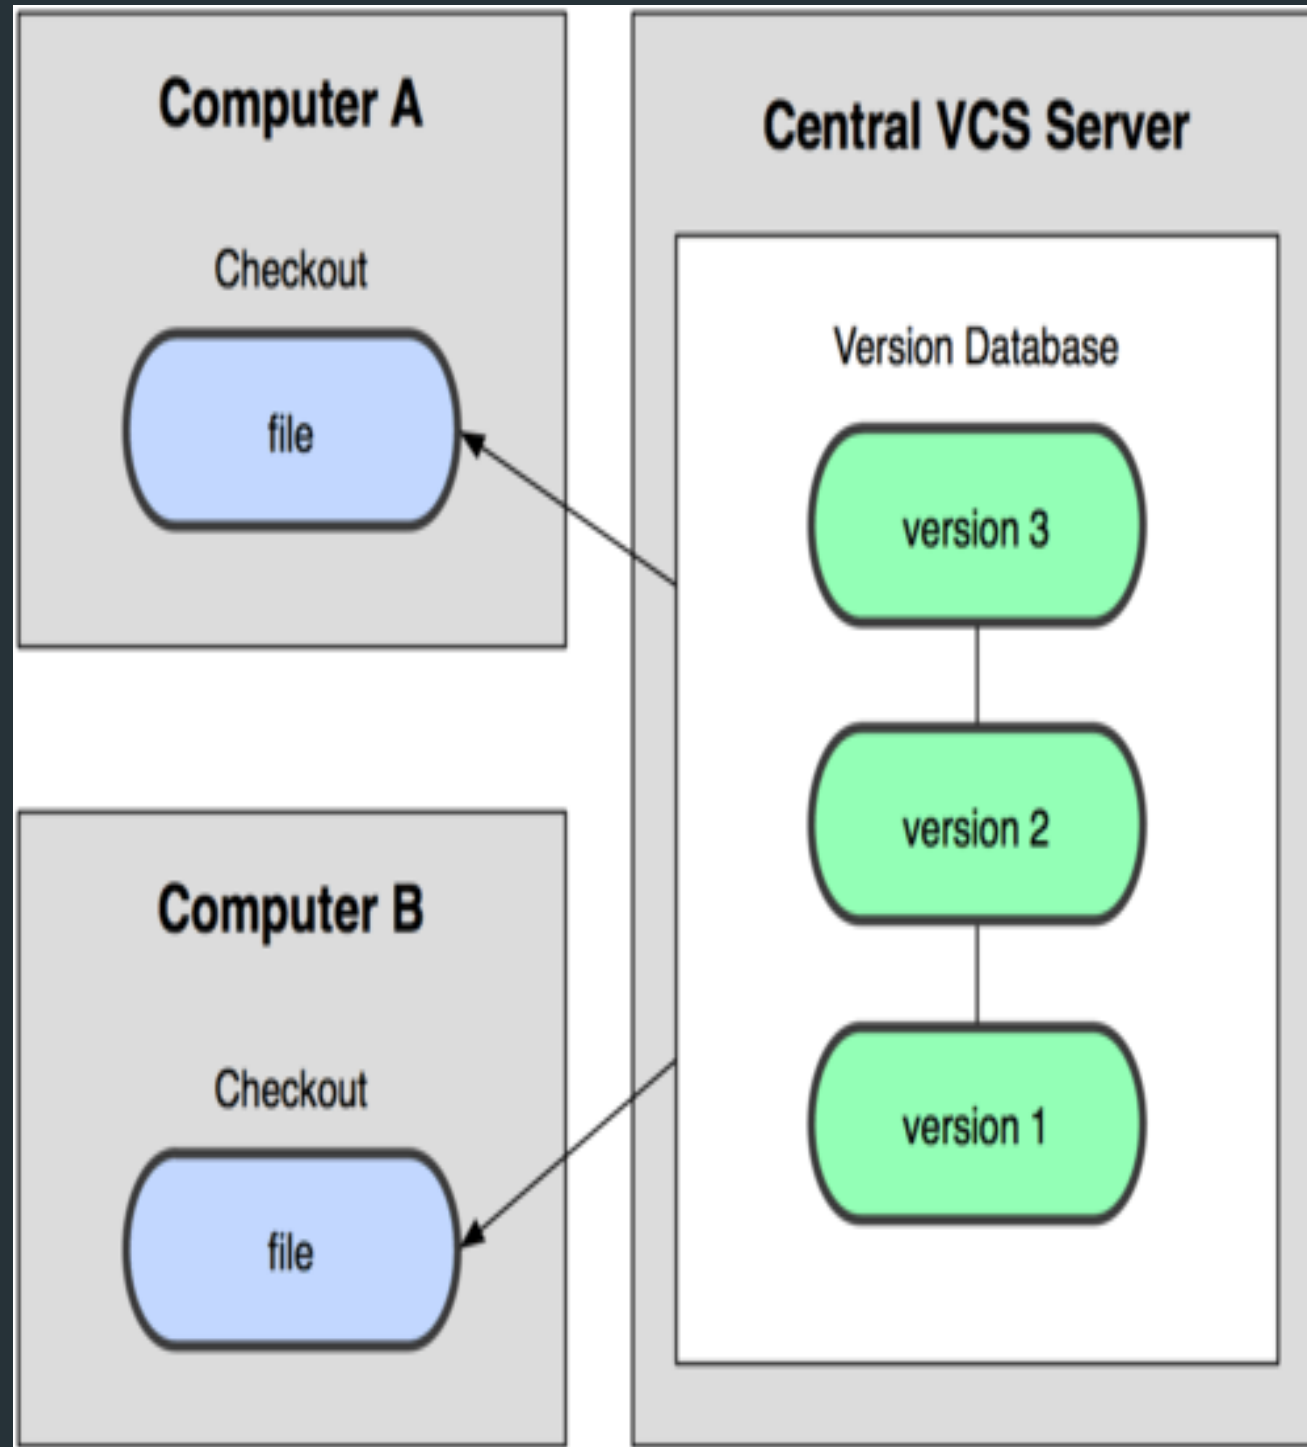 Computer A
Checkout
file
Computer B
Checkout
file
Central VCS Server
Version Database
version 3
version 2
version 1